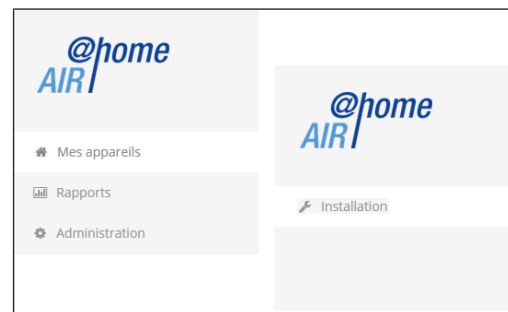 @home
AIR
Mes appareils
Rapports
Administration
@home
AIR
Installation